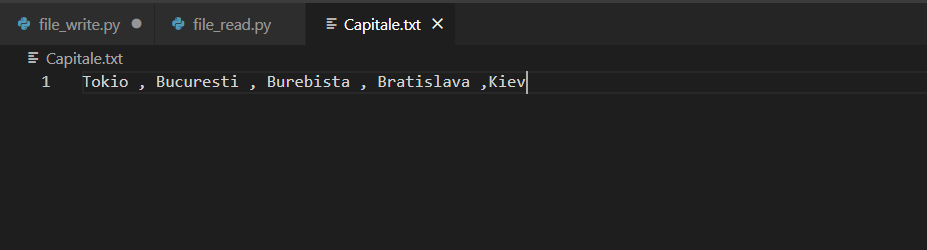 file_write.py file_read.py Capitale.txt
Capitale.txt
1 Tokio , Bucuresti , Burebista , Bratislava ,Kiev